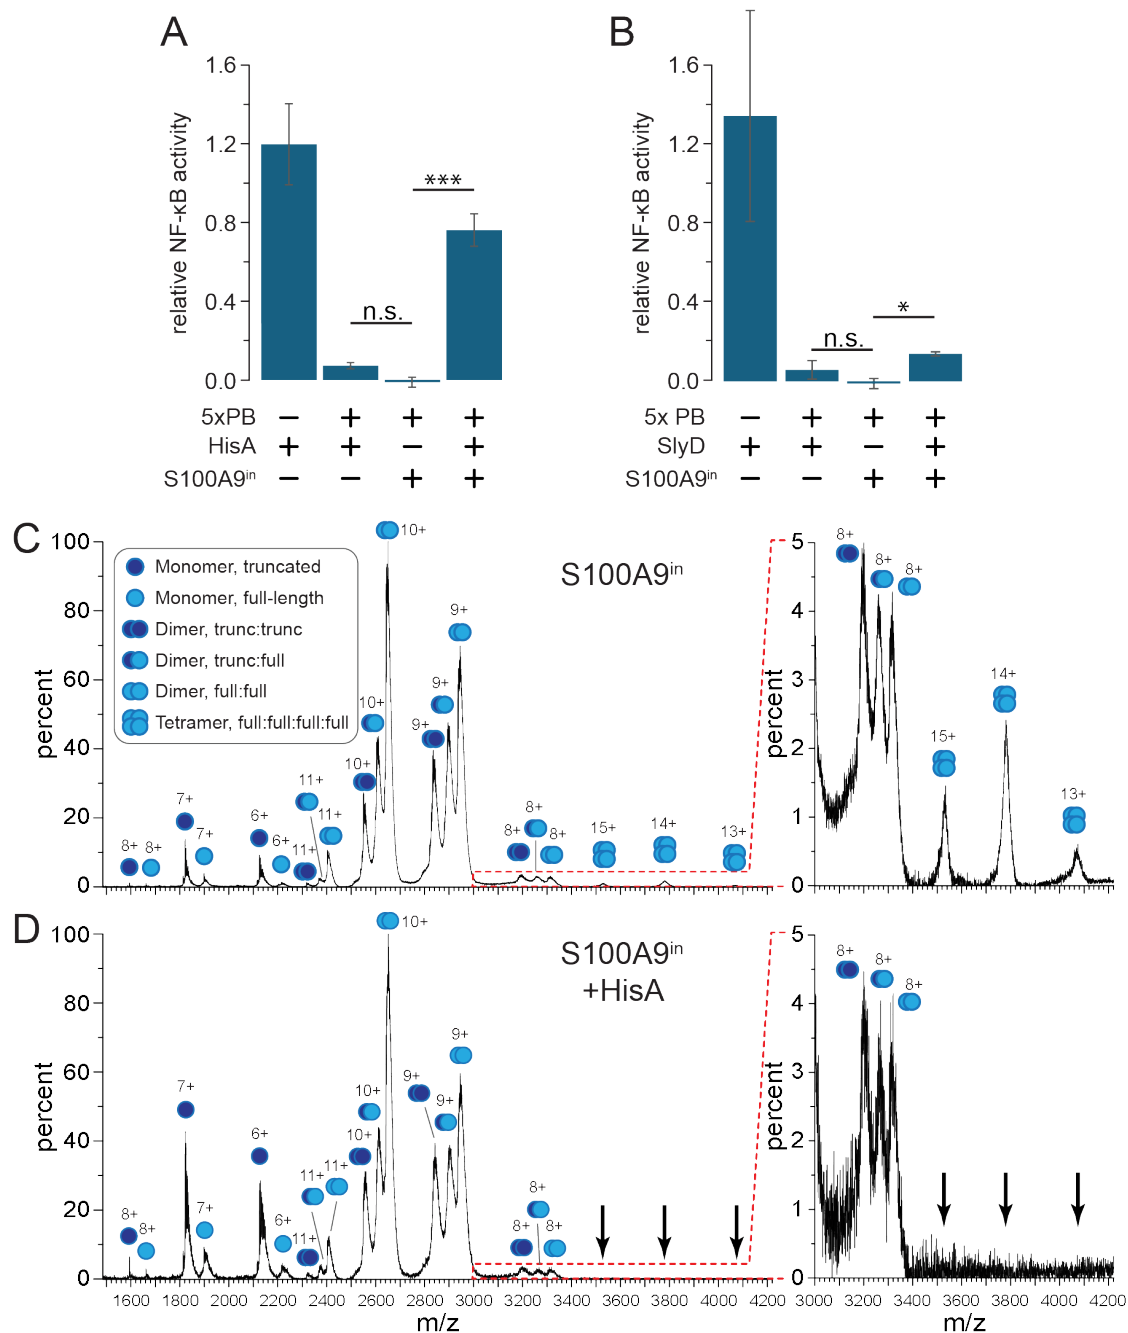 A
relative NF-κB activity
1.6
1.2
0.8
0.4
0.0
n.s.
***
5xPB − + + +
HisA + + − +
S100A9in − − + +
B
relative NF-κB activity
1.6
1.2
0.8
0.4
0.0
n.s.
*
5x PB − + + +
SlyD + + − +
S100A9in − − + +
C
percent
100
80
60
40
20
0
Monomer, truncated
Monomer, full-length
Dimer, trunc:trunc
Dimer, trunc:full
Dimer, full:full
Tetramer, full:full:full:full
S100A9in
8+ 8+ 7+ 7+ 6+ 6+ 11+ 11+ 11+ 10+ 10+ 10+ 9+ 9+ 9+ 8+ 8+ 8+ 15+ 14+ 13+
m/z
5
4
3
2
1
0
8+ 8+ 8+ 15+ 14+ 13+
D
percent
100
80
60
40
20
0
S100A9in
+HisA
8+ 8+ 7+ 7+ 6+ 6+ 11+ 11+ 11+ 10+ 10+ 10+ 9+ 9+ 9+ 8+ 8+ 8+
1600 1800 2000 2200 2400 2600 2800 3000 3200 3400 3600 3800 4000 4200
m/z
m/z
5
4
3
2
1
0
8+ 8+ 8+
3000 3200 3400 3600 3800 4000 4200
m/z